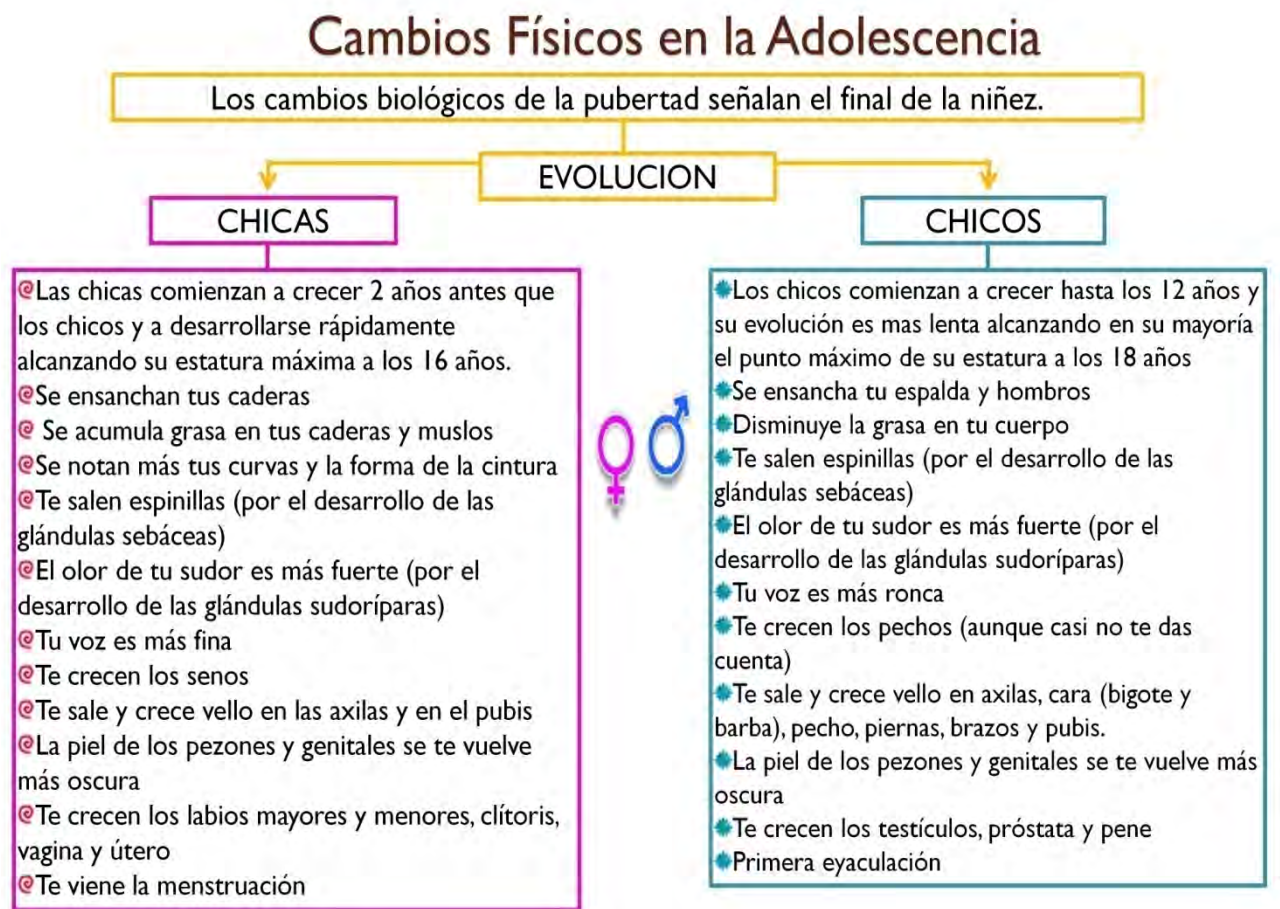 Cambios Físicos en la Adolescencia
Los cambios biológicos de la pubertad señalan el final de la niñez.
EVOLUCION
CHICAS
Las chicas comienzan a crecer 2 años antes que
los chicos y a desarrollarse rápidamente
alcanzando su estatura máxima a los 16 años.
Se ensanchan tus caderas
Se acumula grasa en tus caderas y muslos
Se notan más tus curvas y la forma de la cintura
Te salen espinillas (por el desarrollo de las
glándulas sebáceas)
El olor de tu sudor es más fuerte (por el
desarrollo de las glándulas sudoríparas)
Tu voz es más fina
Te crecen los senos
Te sale y crece vello en las axilas y en el pubis
La piel de los pezones y genitales se te vuelve
más oscura
Te crecen los labios mayores y menores, clítoris,
vagina y útero
Te viene la menstruación
CHICOS
Los chicos comienzan a crecer hasta los 12 años y
su evolución es mas lenta alcanzando en su mayoría
el punto máximo de su estatura a los 18 años
Se ensancha tu espalda y hombros
Disminuye la grasa en tu cuerpo
Te salen espinillas (por el desarrollo de las
glándulas sebáceas)
El olor de tu sudor es más fuerte (por el
desarrollo de las glándulas sudoríparas)
Tu voz es más ronca
Te crecen los pechos (aunque casi no te das
cuenta)
Te sale y crece vello en axilas, cara (bigote y
barba), pecho, piernas, brazos y pubis.
La piel de los pezones y genitales se te vuelve más
oscura
Te crecen los testículos, próstata y pene
Primera eyaculación